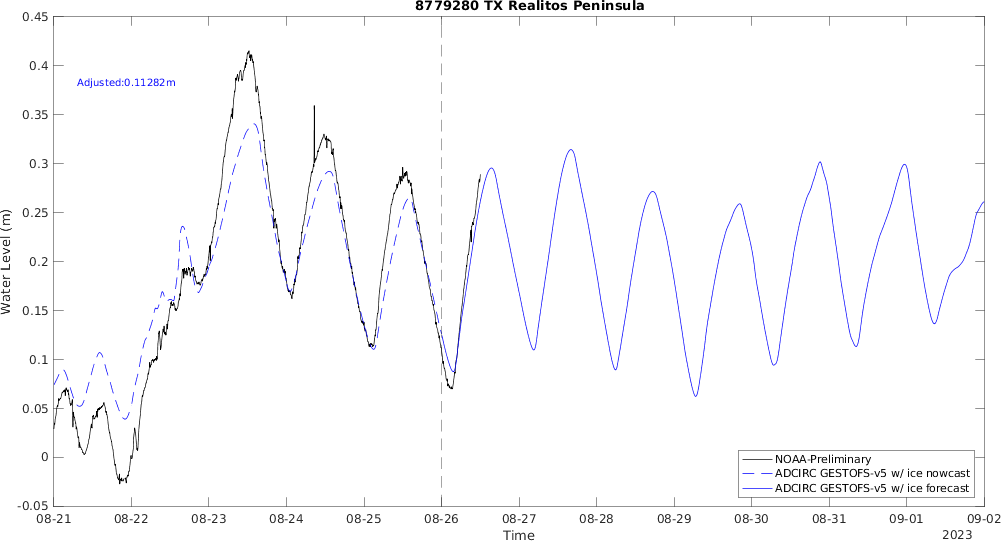 8779280 TX Realitos Peninsula
0.45
0.4
0.35
0.3
0.25
0.2
0.15
0.1
0.05
0
-0.05
Water Level (m)
Adjusted:0.11282m
NOAA-Preliminary
ADCIRC GESTOFS-v5 w/ ice nowcast
ADCIRC GESTOFS-v5 w/ ice forecast
08-21 08-22 08-23 08-24 08-25 08-26 08-27 08-28 08-29 08-30 08-31 09-01 09-02
Time
2023